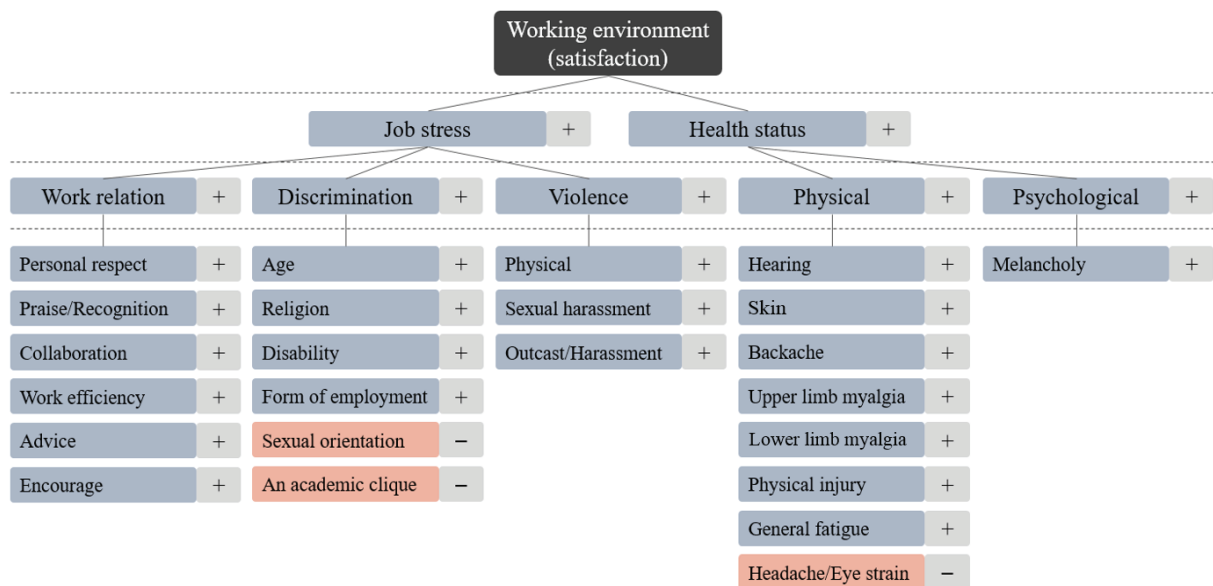 Working environment
(satisfaction)
Job stress +
Health status +
Work relation +
Discrimination +
Violence +
Physical +
Psychological +
Personal respect +
Praise/Recognition +
Collaboration +
Work efficiency +
Advice +
Encourage +
Age +
Religion +
Disability +
Form of employment +
Sexual orientation −
An academic clique −
Physical +
Sexual harassment +
Outcast/Harassment +
Hearing +
Skin +
Backache +
Upper limb myalgia +
Lower limb myalgia +
Physical injury +
General fatigue +
Headache/Eye strain −
Melancholy +